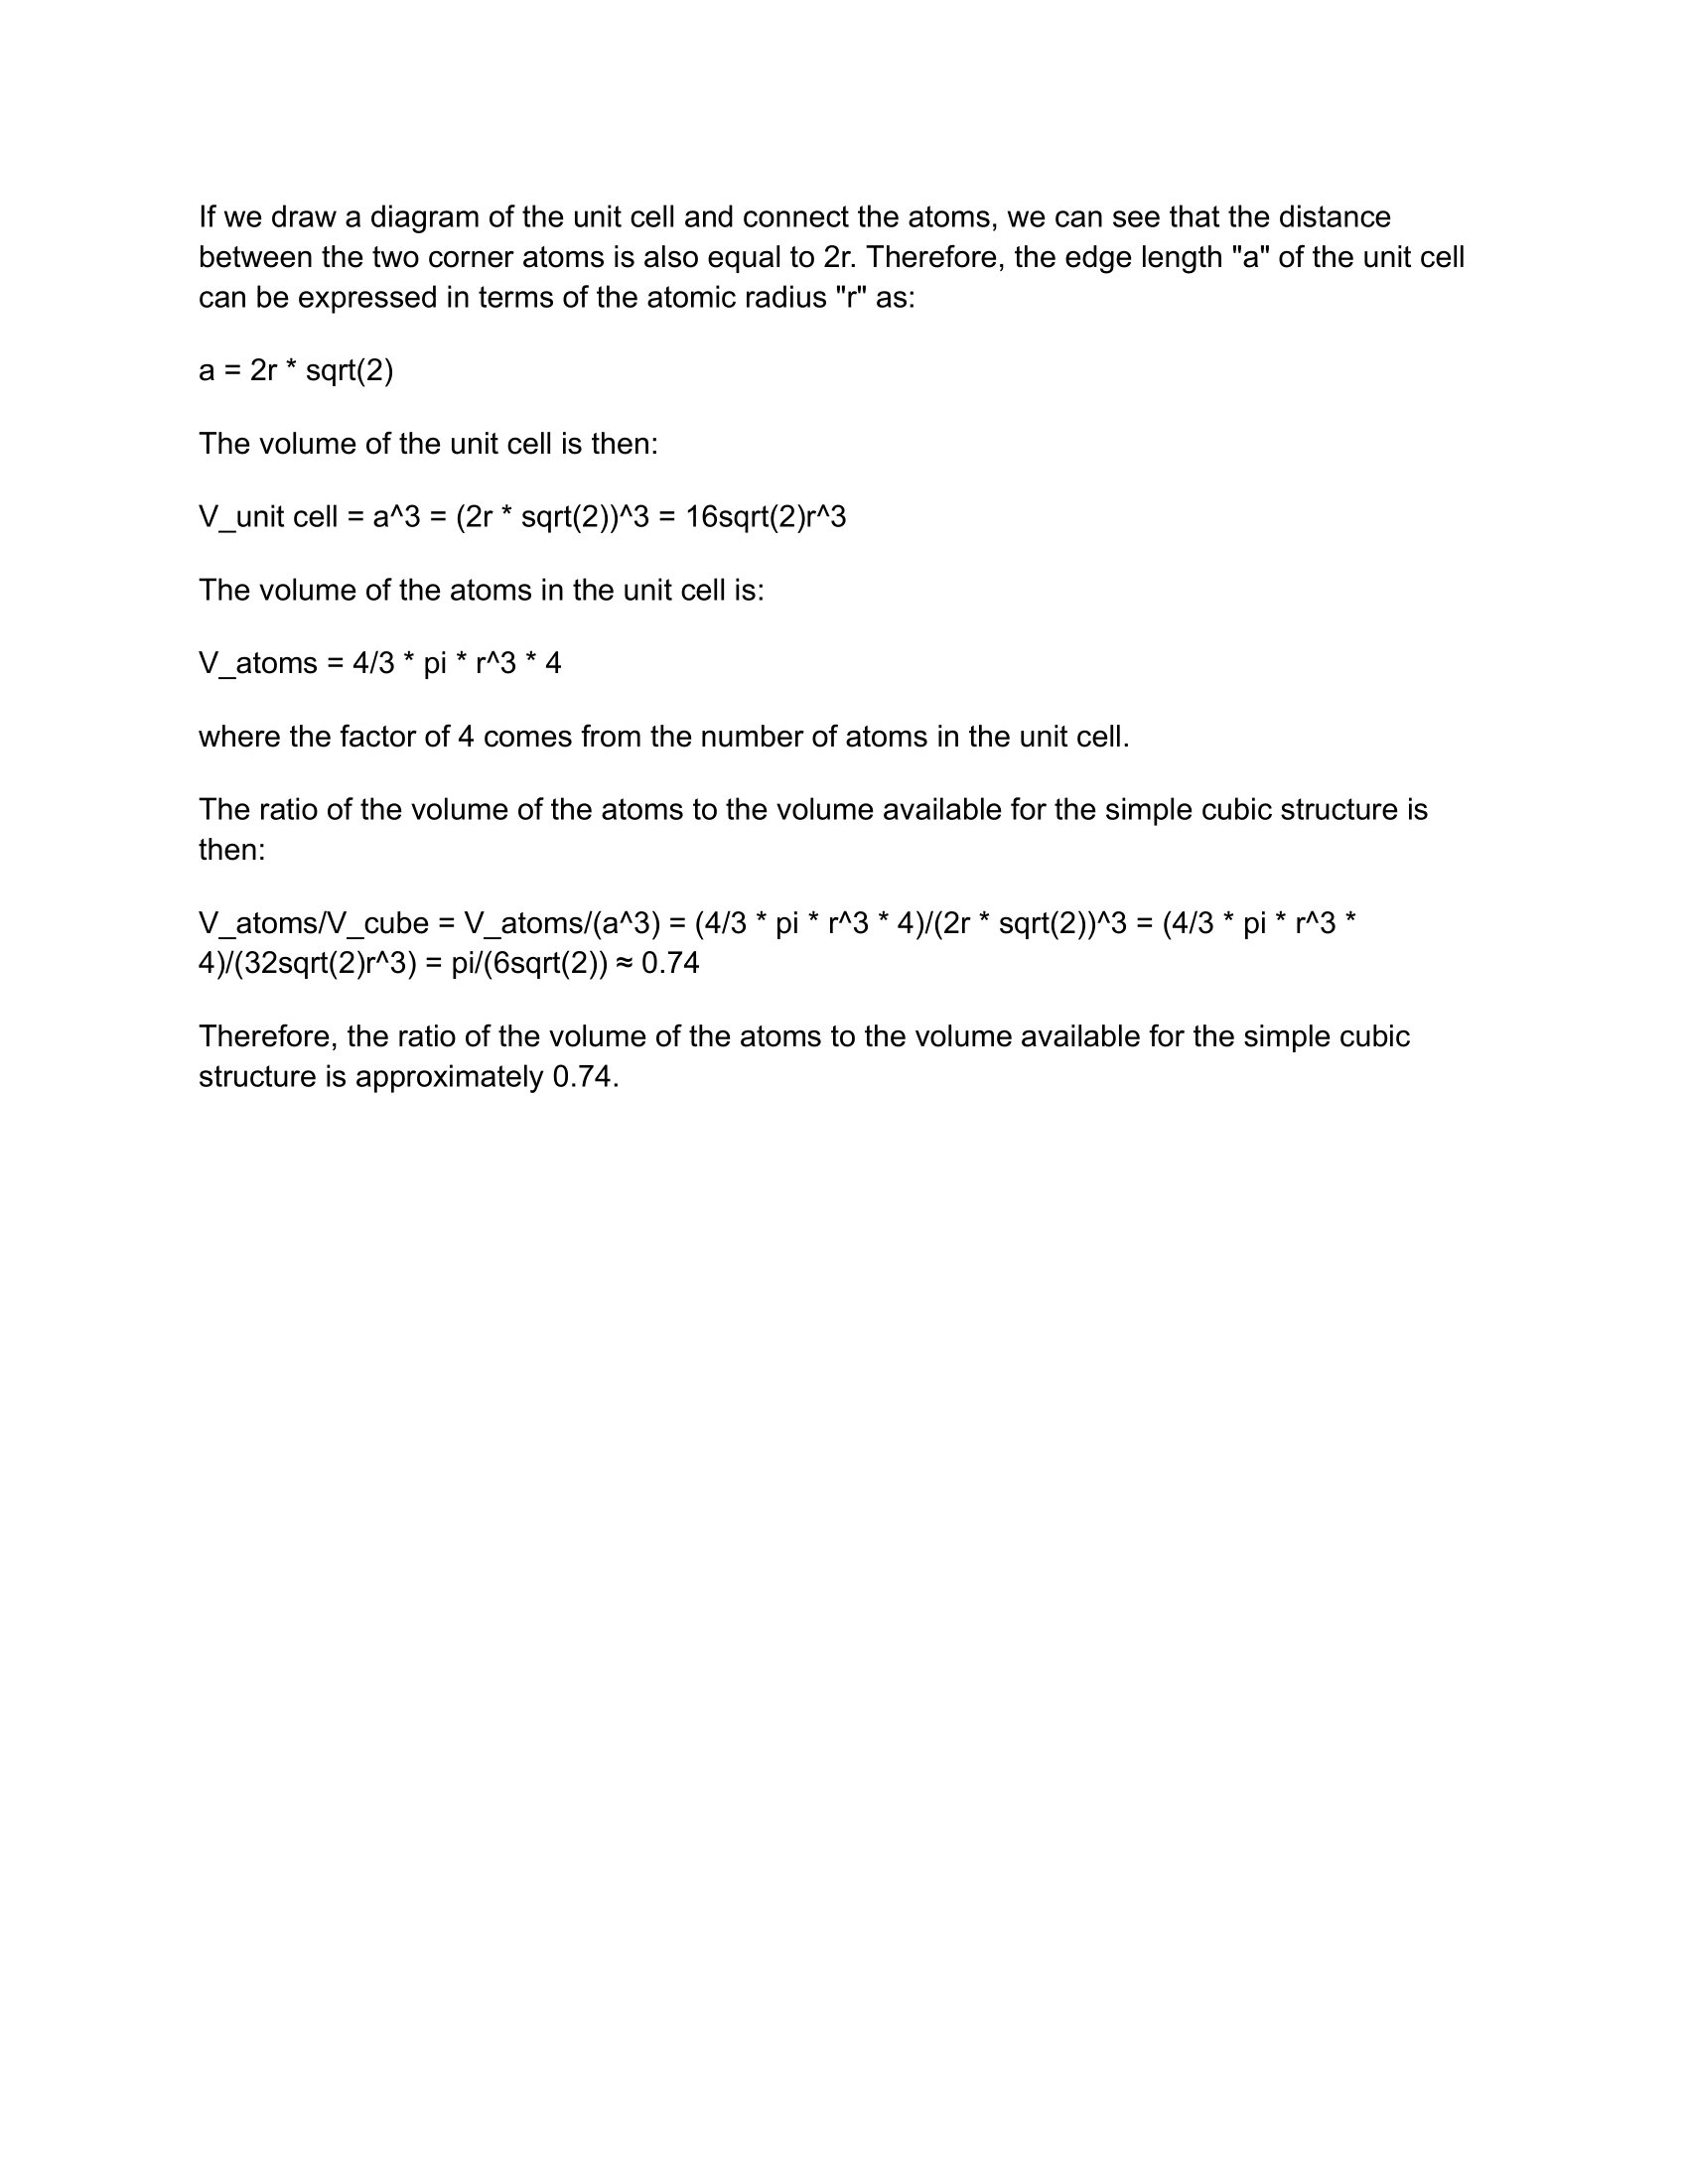 If we draw a diagram of the unit cell and connect the atoms, we can see that the distance
between the two corner atoms is also equal to 2r. Therefore, the edge length "a" of the unit cell
can be expressed in terms of the atomic radius "r" as:
a = 2r * sqrt(2)
The volume of the unit cell is then:
V_unit cell = a^3 = (2r * sqrt(2))^3 = 16sqrt(2)r^3
The volume of the atoms in the unit cell is:
V_atoms = 4/3 * pi * r^3 * 4
where the factor of 4 comes from the number of atoms in the unit cell.
The ratio of the volume of the atoms to the volume available for the simple cubic structure is
then:
V_atoms/V_cube = V_atoms/(a^3) = (4/3 * pi * r^3 * 4)/(2r * sqrt(2))^3 = (4/3 * pi * r^3 *
4)/(32sqrt(2)r^3) = pi/(6sqrt(2)) ≈ 0.74
Therefore, the ratio of the volume of the atoms to the volume available for the simple cubic
structure is approximately 0.74.